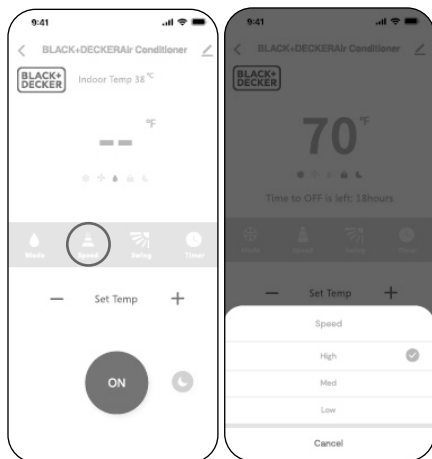 9:41
BLACK+DECKERAir Conditioner
BLACK+
DECKER
Indoor Temp 38 ℃
-- °F
Mode
Speed
Swing
Timer
— Set Temp +
ON
9:41
BLACK+DECKERAir Conditioner
BLACK+
DECKER
70 °F
Time to OFF is left: 18hours
Mode
Speed
Swing
— Set Temp +
Speed
High
Med
Low
Cancel